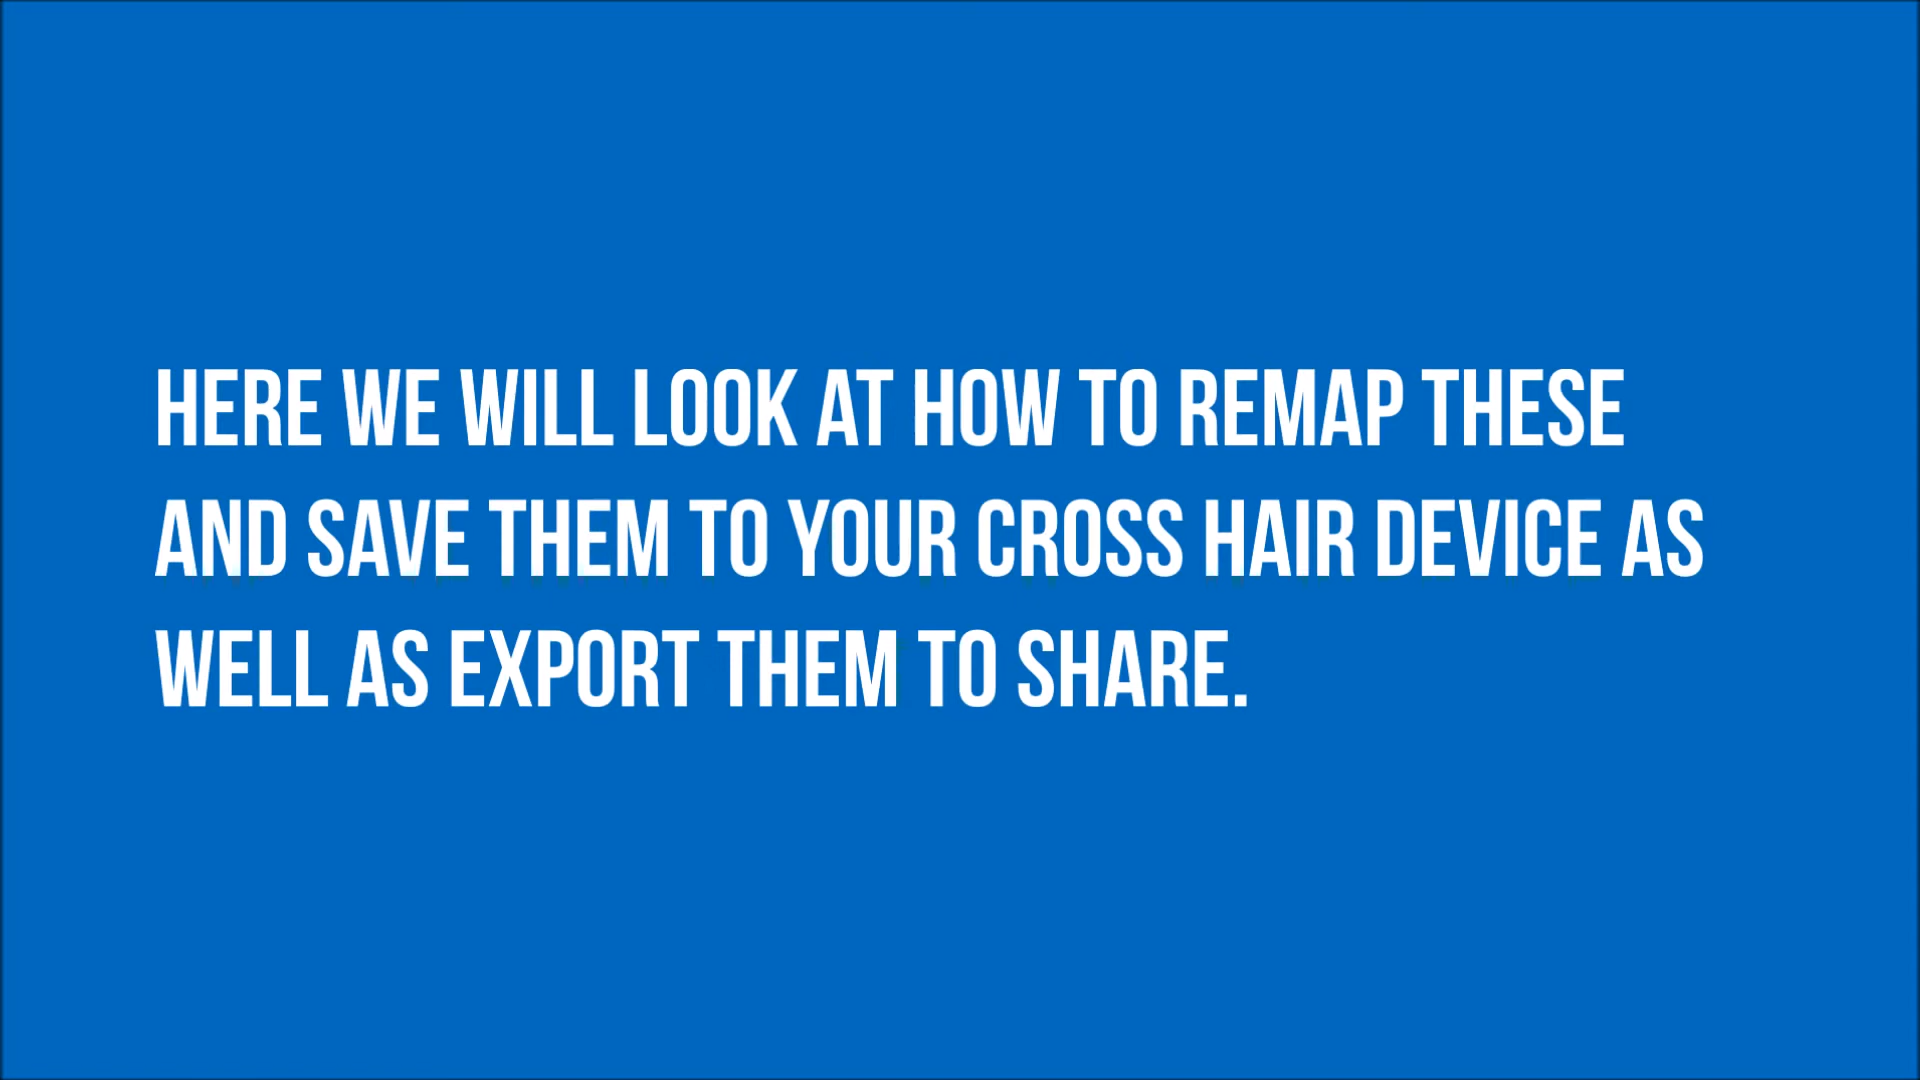 HERE WE WILL LOOK AT HOW TO REMAP THESE
AND SAVE THEM TO YOUR CROSS HAIR DEVICE AS
WELL AS EXPORT THEM TO SHARE.